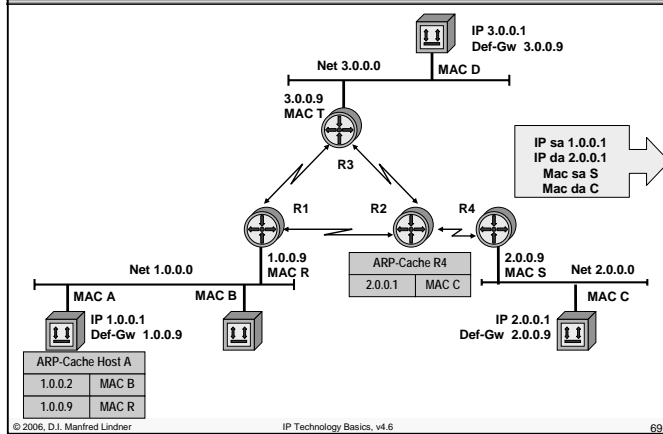 IP 3.0.0.1
Def-Gw 3.0.0.9
Net 3.0.0.0
MAC D
3.0.0.9
MAC T
R3
IP sa 1.0.0.1
IP da 2.0.0.1
Mac sa S
Mac da C
R1
R2
R4
1.0.0.9
MAC R
ARP-Cache R4
2.0.0.1
MAC C
2.0.0.9
MAC S
Net 1.0.0.0
Net 2.0.0.0
MAC A
MAC B
MAC C
IP 1.0.0.1
Def-Gw 1.0.0.9
IP 2.0.0.1
Def-Gw 2.0.0.9
ARP-Cache Host A
1.0.0.2
MAC B
1.0.0.9
MAC R
© 2006, D.I. Manfred Lindner
IP Technology Basics, v4.6
69